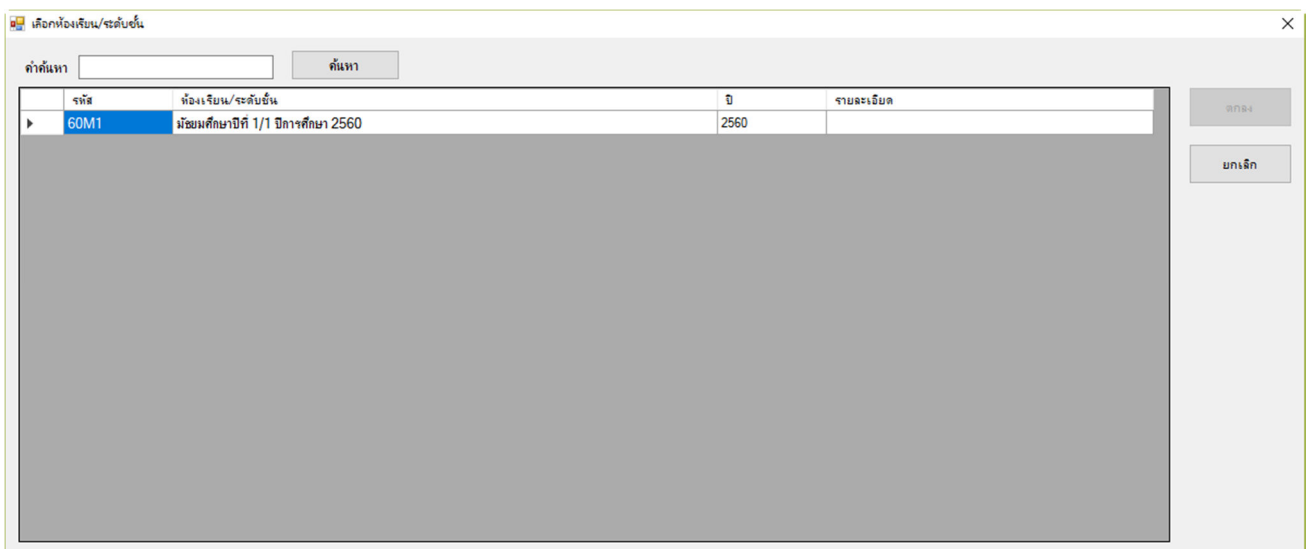 เลือกห้องเรียน/ระดับชั้น
คำค้นหา ค้นหา
รหัส ห้องเรียน/ระดับชั้น ปี รายละเอียด
60M1 มัธยมศึกษาปีที่ 1/1 ปีการศึกษา 2560 2560
ตกลง
ยกเลิก